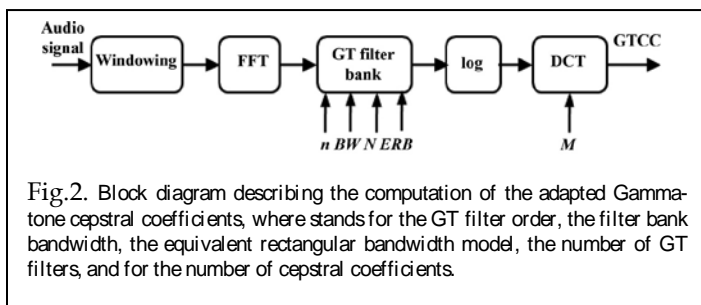 Audio
signal
GTCC
Windowing
FFT
GT filter
bank
log
DCT
n BW N ERB
M
Fig.2. Block diagram describing the computation of the adapted Gamma-
tone cepstral coefficients, where stands for the GT filter order, the filter bank
bandwidth, the equivalent rectangular bandwidth model, the number of GT
filters, and for the number of cepstral coefficients.